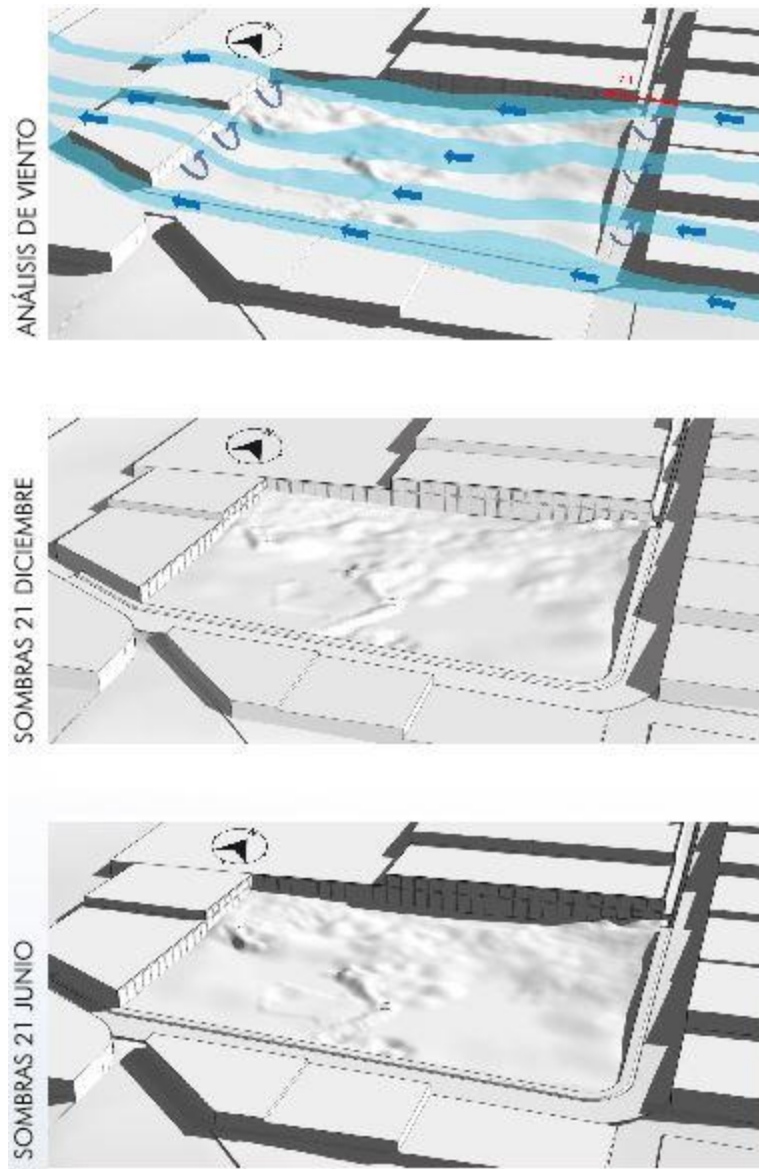 ANÁLISIS DE VIENTO
N
SOMBRAS 21 DICIEMBRE
N
SOMBRAS 21 JUNIO
N